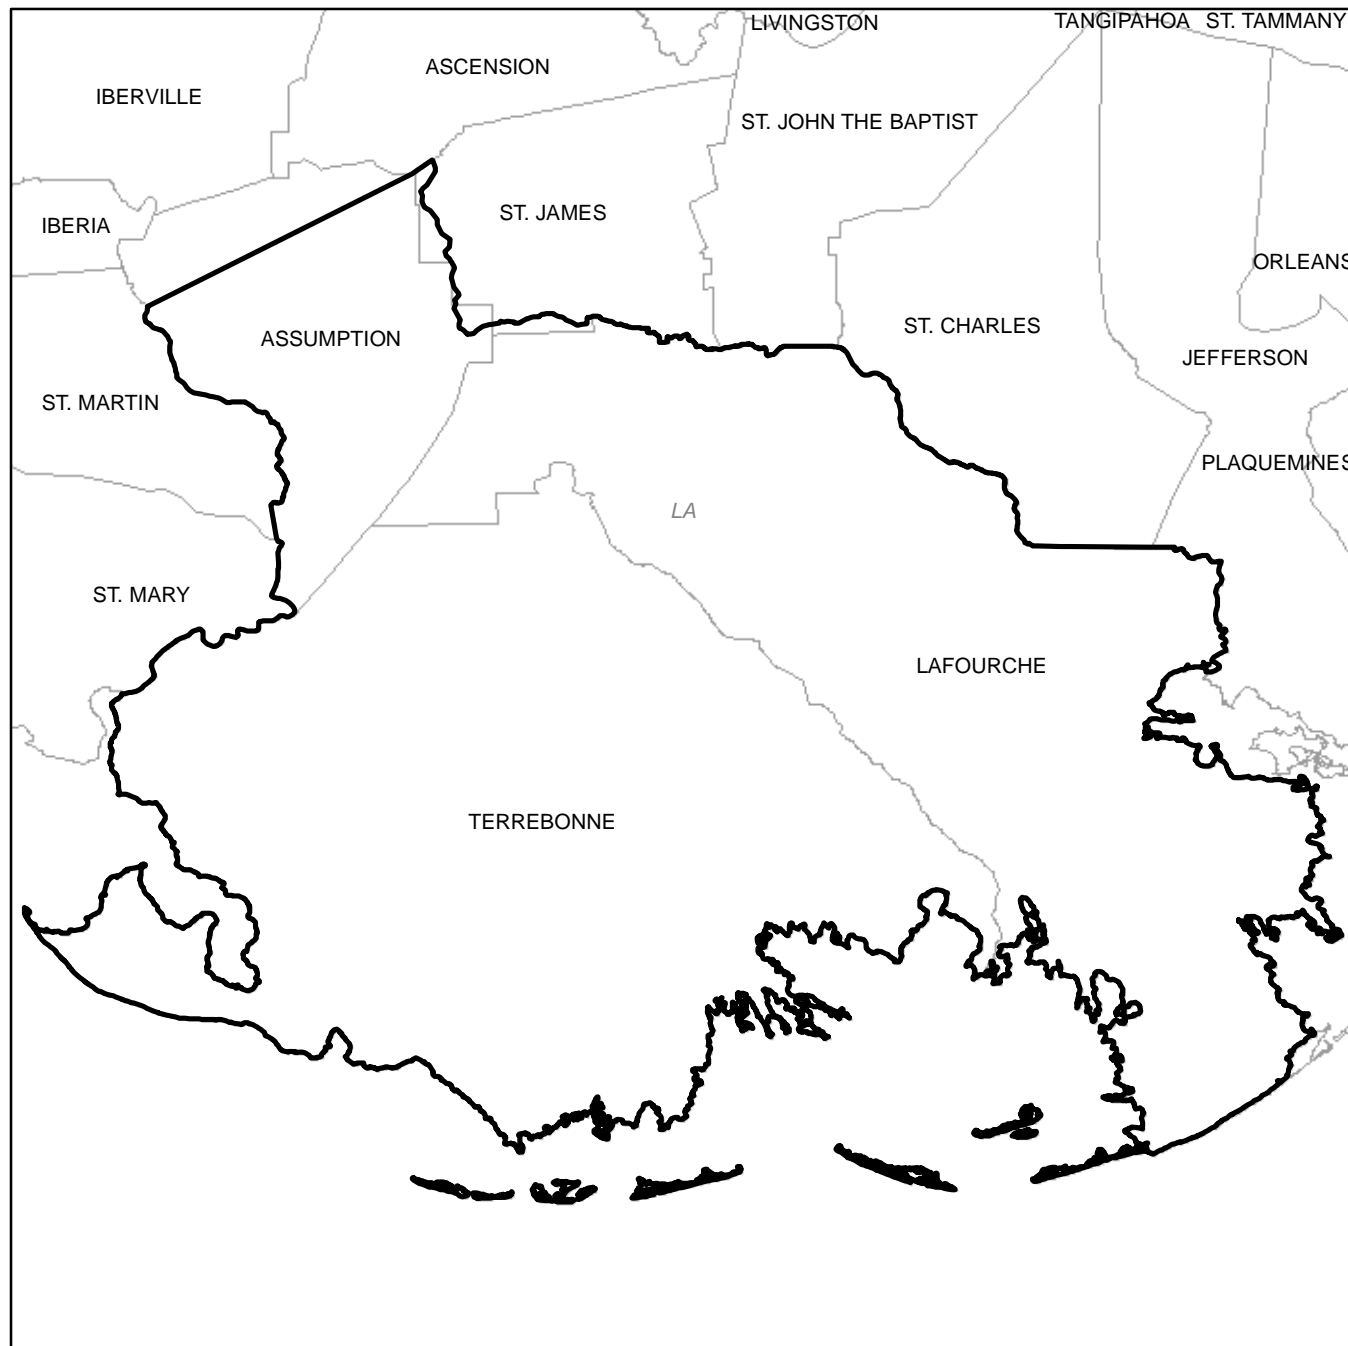 LIVINGSTON
TANGIPAHOA
ST. TAMMANY
ASCENSION
IBERVILLE
ST. JOHN THE BAPTIST
ST. JAMES
IBERIA
ORLEANS
ST. CHARLES
ASSUMPTION
JEFFERSON
ST. MARTIN
PLAQUEMINES
LA
ST. MARY
LAFOURCHE
TERREBONNE